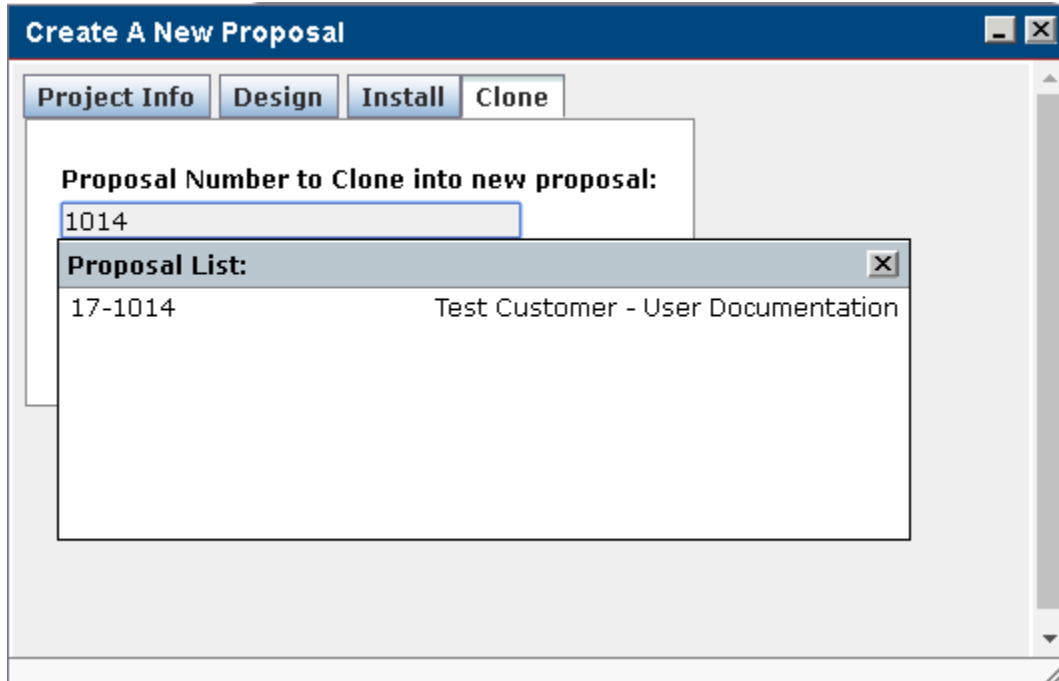 Create A New Proposal
Project Info Design Install Clone
Proposal Number to Clone into new proposal:
1014
Proposal List:
17-1014 Test Customer - User Documentation